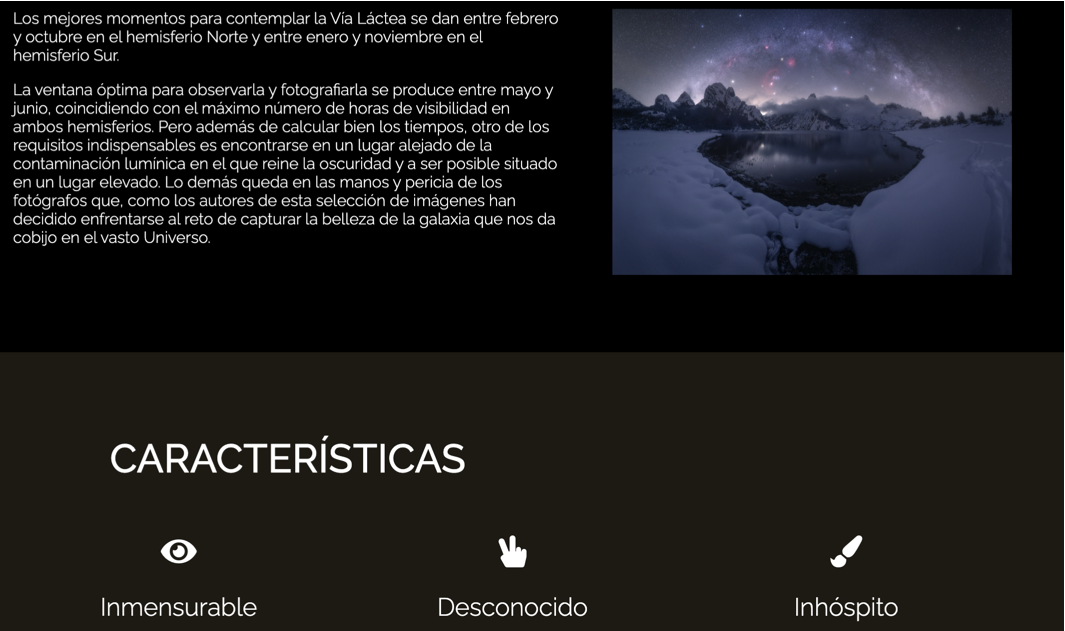 Los mejores momentos para contemplar la Vía Láctea se dan entre febrero
y octubre en el hemisferio Norte y entre enero y noviembre en el
hemisferio Sur.
La ventana óptima para observarla y fotografiarla se produce entre mayo y
junio, coincidiendo con el máximo número de horas de visibilidad en
ambos hemisferios. Pero además de calcular bien los tiempos, otro de los
requisitos indispensables es encontrarse en un lugar alejado de la
contaminación lumínica en el que reine la oscuridad y a ser posible situado
en un lugar elevado. Lo demás queda en las manos y pericia de los
fotógrafos que, como los autores de esta selección de imágenes han
decidido enfrentarse al reto de capturar la belleza de la galaxia que nos da
cobijo en el vasto Universo.
CARACTERÍSTICAS
Inmensurable
Desconocido
Inhóspito